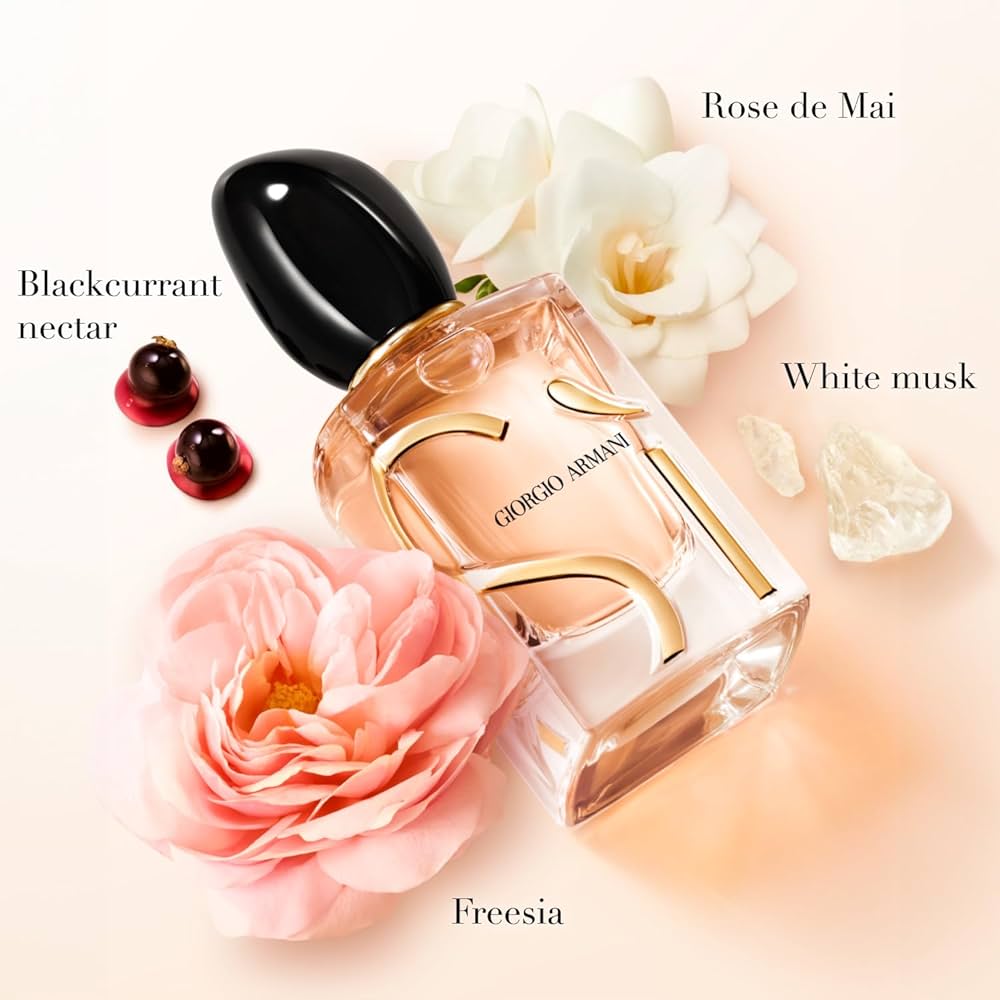 Rose de Mai
Blackcurrant
nectar
White musk
GIORGIO ARMANI
Freesia